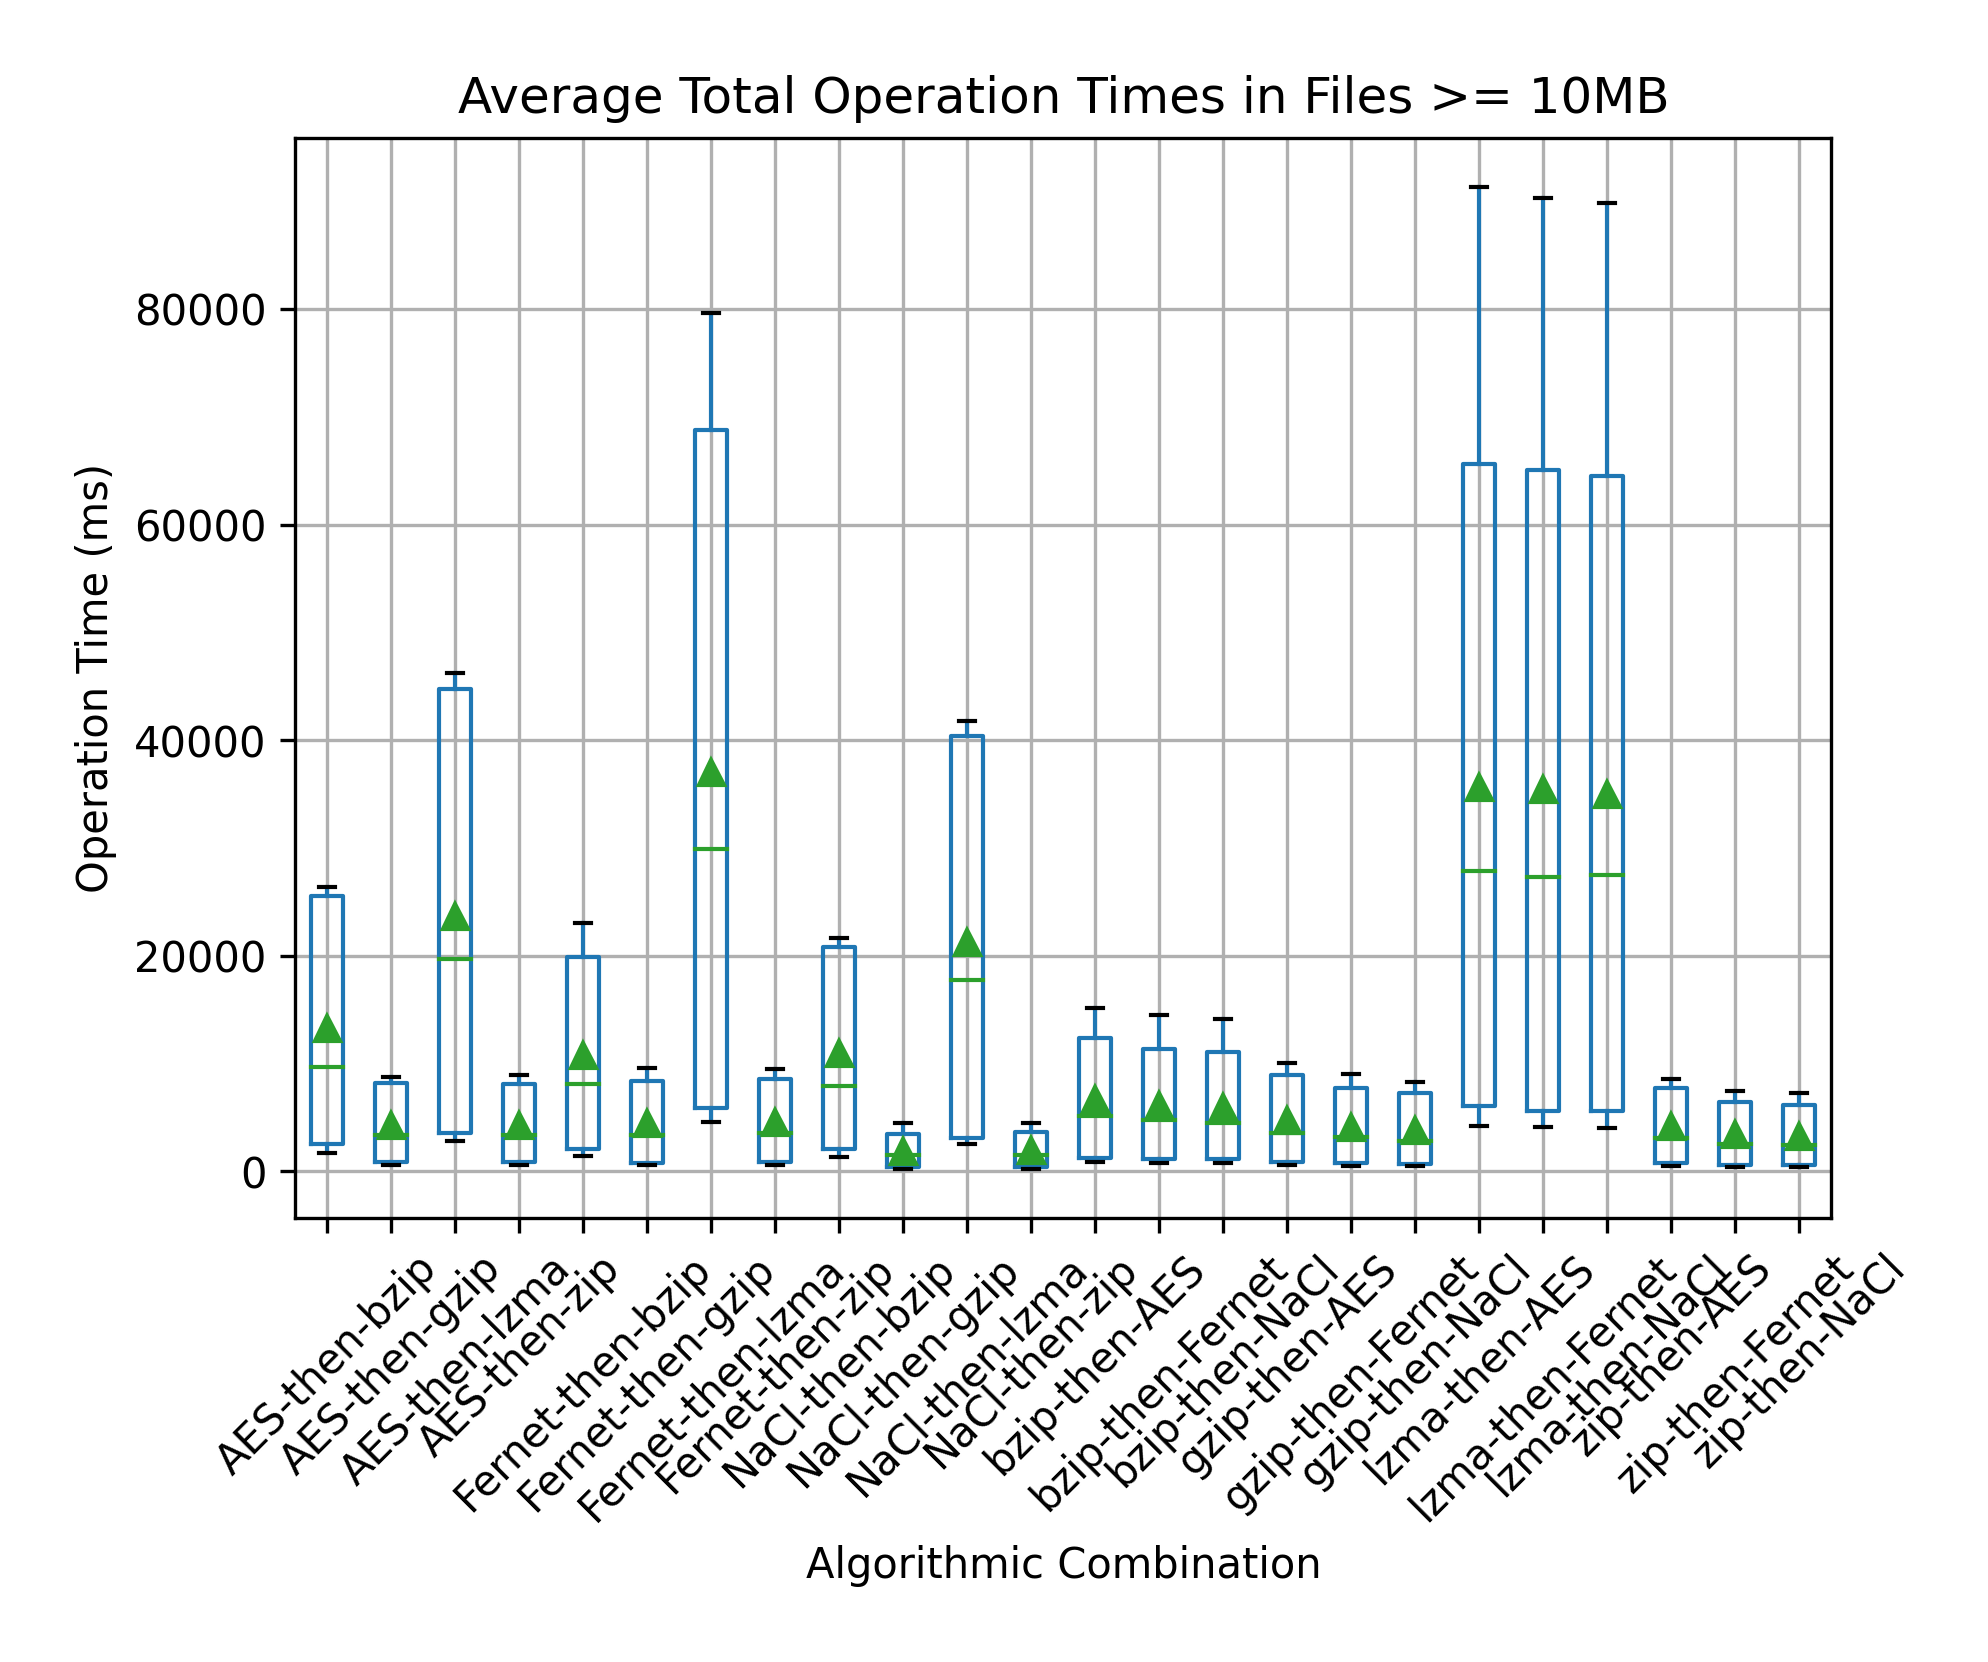 Average Total Operation Times in Files >= 10MB
Operation Time (ms)
80000
60000
40000
20000
0
AES-then-bzip
AES-then-gzip
AES-then-lzma
AES-then-zip
Fernet-then-bzip
Fernet-then-gzip
Fernet-then-lzma
Fernet-then-zip
NaCl-then-bzip
NaCl-then-gzip
NaCl-then-lzma
NaCl-then-zip
bzip-then-AES
bzip-then-Fernet
bzip-then-NaCl
gzip-then-AES
gzip-then-Fernet
gzip-then-NaCl
lzma-then-AES
lzma-then-Fernet
lzma-then-NaCl
zip-then-AES
zip-then-Fernet
zip-then-NaCl
Algorithmic Combination